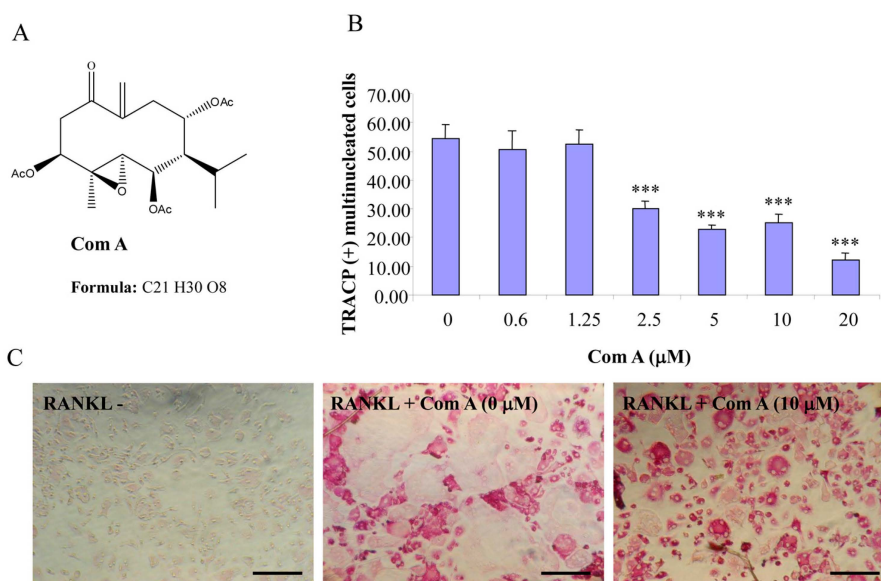 A
O
OAc
AcO
O
OAc
Com A
Formula: C21 H30 O8
B
TRACP (+) multinucleated cells
70.00
60.00
50.00
40.00
30.00
20.00
10.00
0.00
***
***
***
***
0 0.6 1.25 2.5 5 10 20
Com A (μM)
C
RANKL -
RANKL + Com A (0 μM)
RANKL + Com A (10 μM)